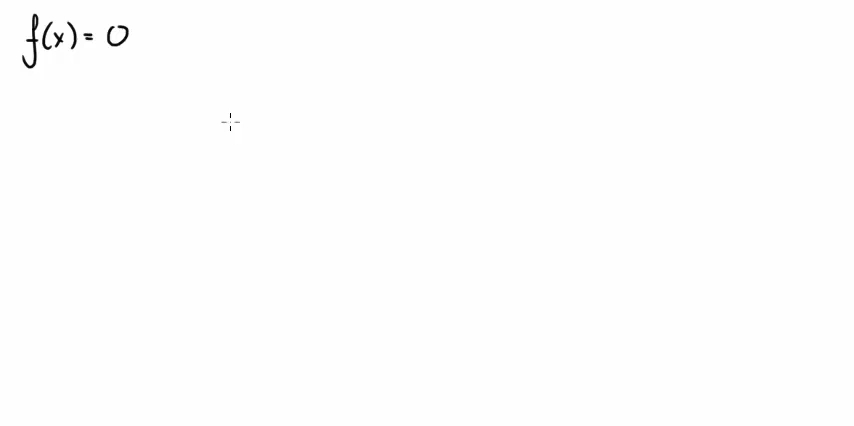 f(x) = 0